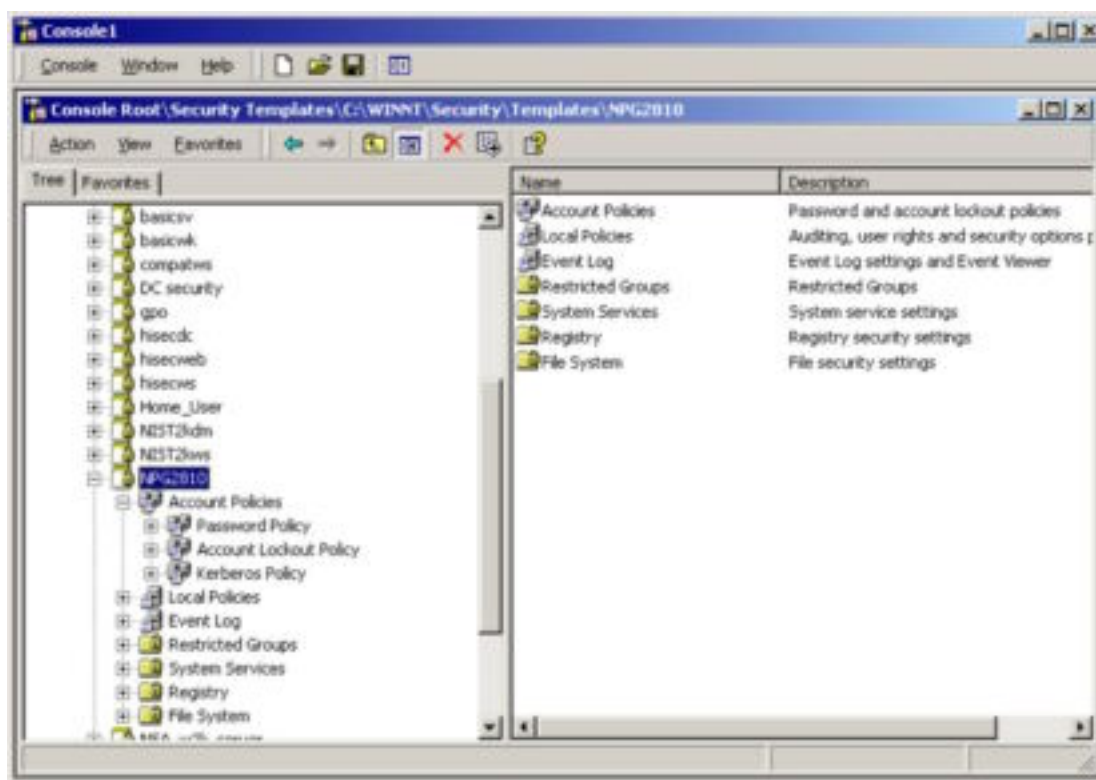 Console1
Console Window Help
Console Root\Security Templates\C:\WINNT\Security\Templates\NPG2810
Action View Favorites
Tree Favorites
basicsv
basicwk
compatws
DC security
gpo
hisecdc
hisecweb
hisecws
Home_User
NIST2kdm
NIST2kws
NPG2810
Account Policies
Password Policy
Account Lockout Policy
Kerberos Policy
Local Policies
Event Log
Restricted Groups
System Services
Registry
File System
Name Description
Account Policies Password and account lockout policies
Local Policies Auditing, user rights and security options p
Event Log Event Log settings and Event Viewer
Restricted Groups Restricted Groups
System Services System service settings
Registry Registry security settings
File System File security settings